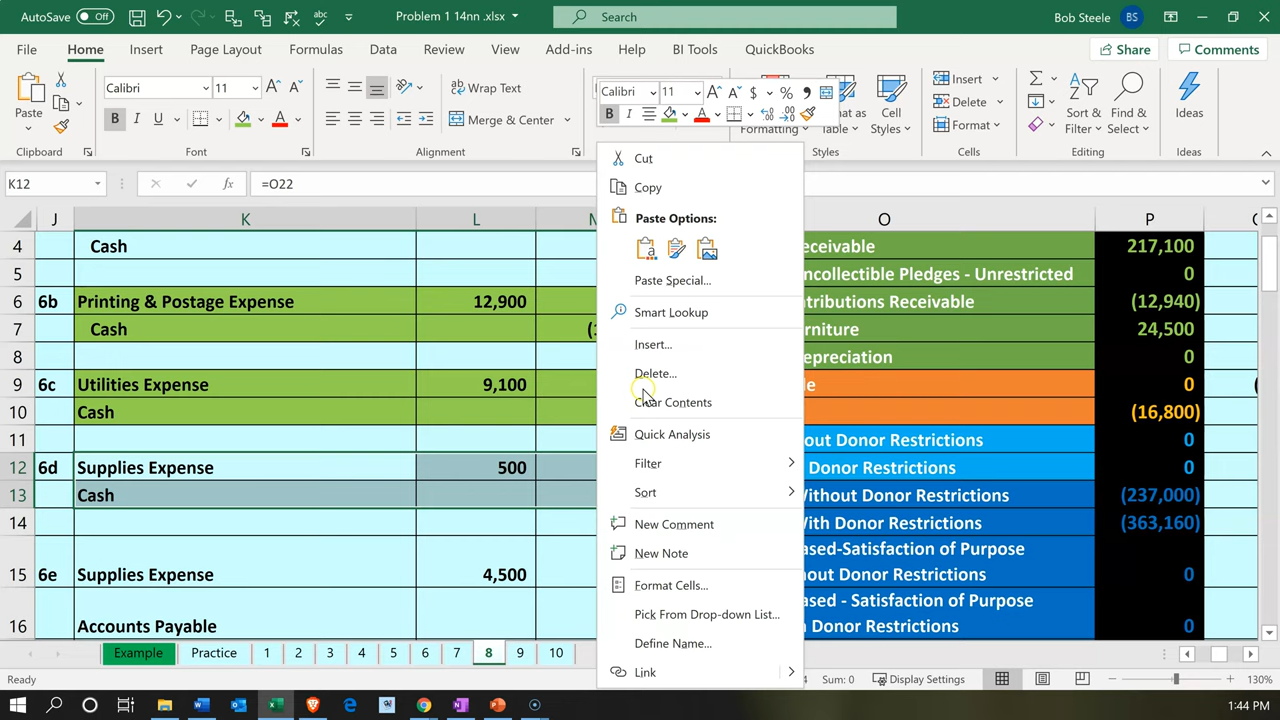 AutoSave Off Problem 1 14nn .xlsx Search Bob Steele BS
File Home Insert Page Layout Formulas Data Review View Add-ins Help BI Tools QuickBooks Share Comments
Calibri 11 Wrap Text Insert
Paste B I U Merge & Center Delete Sort & Find & Ideas
Formatting Table Styles Format Filter Select
Clipboard Font Alignment Styles Cells Editing Ideas
Calibri 11 $ % ,
B I A
K12 fx =O22
J K L O P
4 Cash 217,100
5 ncollectible Pledges - Unrestricted 0
6 6b Printing & Postage Expense 12,900 tributions Receivable (12,940)
7 Cash rniture 24,500
8 epreciation 0
9 6c Utilities Expense 9,100 0
10 Cash (16,800)
11 out Donor Restrictions 0
12 6d Supplies Expense 500 Donor Restrictions 0
13 Cash Without Donor Restrictions (237,000)
14 With Donor Restrictions (363,160)
ased-Satisfaction of Purpose
15 6e Supplies Expense 4,500 out Donor Restrictions 0
ased - Satisfaction of Purpose
16 Accounts Payable Donor Restrictions 0
Cut
Copy
Paste Options:
Paste Special...
Smart Lookup
Insert...
Delete...
Clear Contents
Quick Analysis
Filter
Sort
New Comment
New Note
Format Cells...
Pick From Drop-down List...
Define Name...
Link
Example Practice 1 2 3 4 5 6 7 8 9 10
Ready Sum: 0 Display Settings 130%
1:44 PM